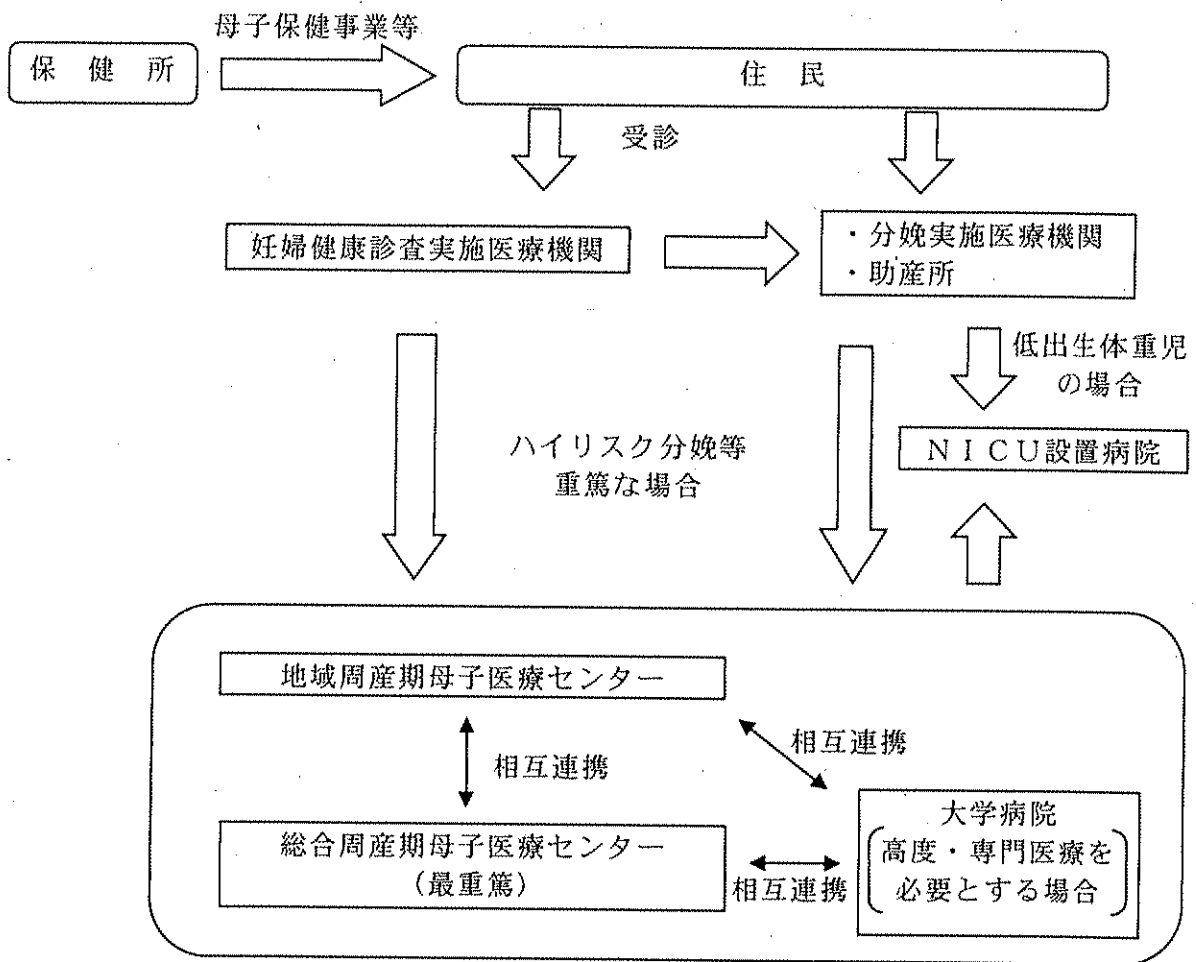 母子保健事業等
保　健　所
住　民
受診
妊婦健康診査実施医療機関
・分娩実施医療機関
・助産所
低出生体重児
の場合
ＮＩＣＵ設置病院
ハイリスク分娩等
重篤な場合
地域周産期母子医療センター
相互連携
相互連携
総合周産期母子医療センター
（最重篤）
相互連携
大学病院
高度・専門医療を
必要とする場合